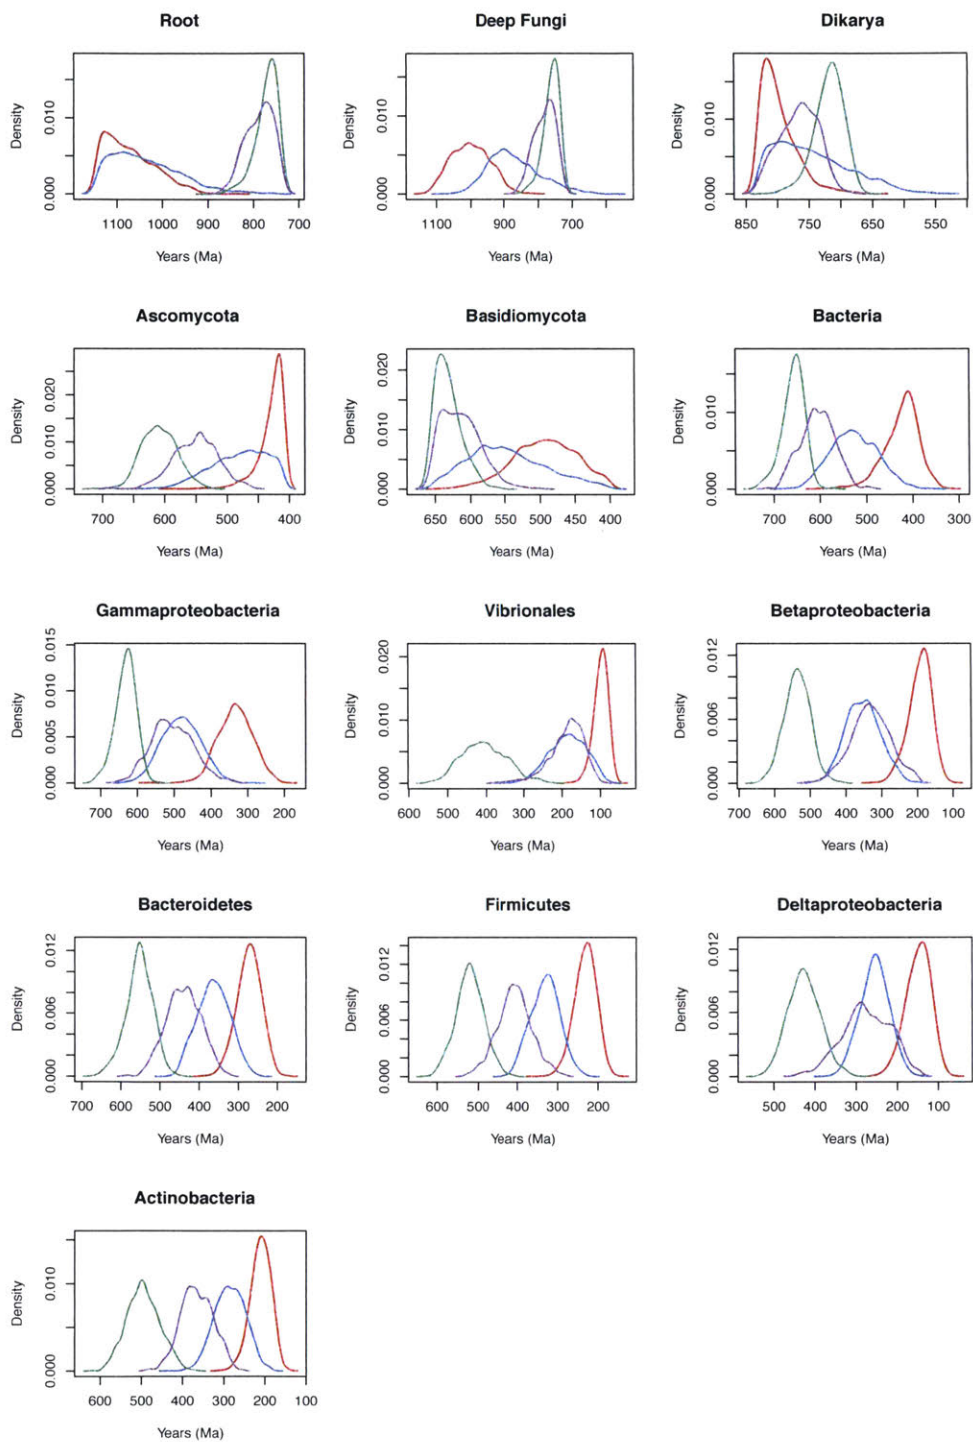 Root
Deep Fungi
Dikarya
Density
0.000
0.010
1100 1000 900 800 700
Years (Ma)
Density
0.000
0.010
1100 900 700
Years (Ma)
Density
0.000
0.010
850 750 650 550
Years (Ma)
Ascomycota
Basidiomycota
Bacteria
Density
0.000
0.010
0.020
700 600 500 400
Years (Ma)
Density
0.000
0.010
0.020
650 600 550 500 450 400
Years (Ma)
Density
0.000
0.010
700 600 500 400 300
Years (Ma)
Gammaproteobacteria
Vibrionales
Betaproteobacteria
Density
0.000
0.005
0.010
0.015
700 600 500 400 300 200
Years (Ma)
Density
0.000
0.010
0.020
600 500 400 300 200 100
Years (Ma)
Density
0.000
0.006
0.012
700 600 500 400 300 200 100
Years (Ma)
Bacteroidetes
Firmicutes
Deltaproteobacteria
Density
0.000
0.006
0.012
700 600 500 400 300 200
Years (Ma)
Density
0.000
0.006
0.012
600 500 400 300 200
Years (Ma)
Density
0.000
0.006
0.012
500 400 300 200 100
Years (Ma)
Actinobacteria
Density
0.000
0.010
600 500 400 300 200 100
Years (Ma)